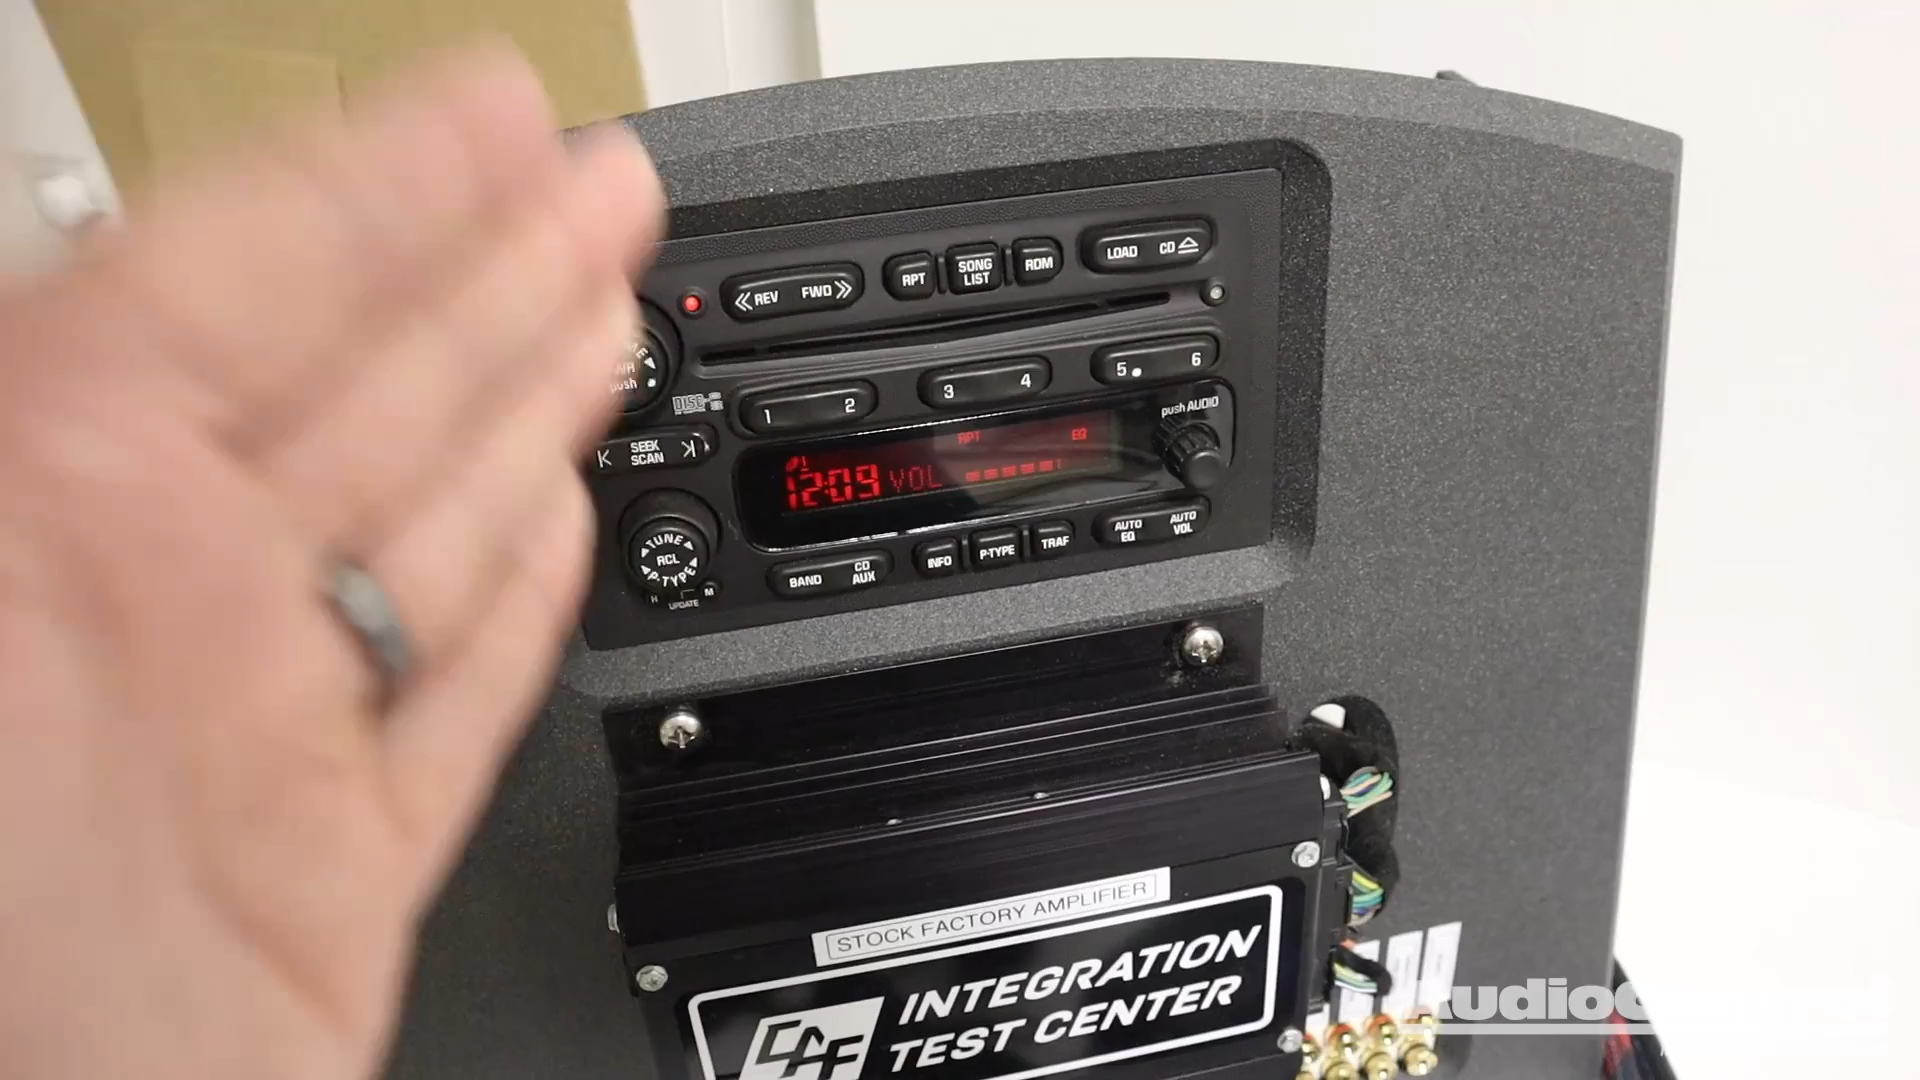 LOAD CD
RPT SONG LIST RDM
REV FWD
push
5 6
3 4
1 2
DISC
push AUDIO
SEEK SCAN
RPT EQ
12:09 VOL
AUTO EQ AUTO VOL
TUNE
RCL
P-TYPE
INFO P-TYPE TRAF
BAND CD AUX
H UPDATE M
STOCK FACTORY AMPLIFIER
INTEGRATION
TEST CENTER